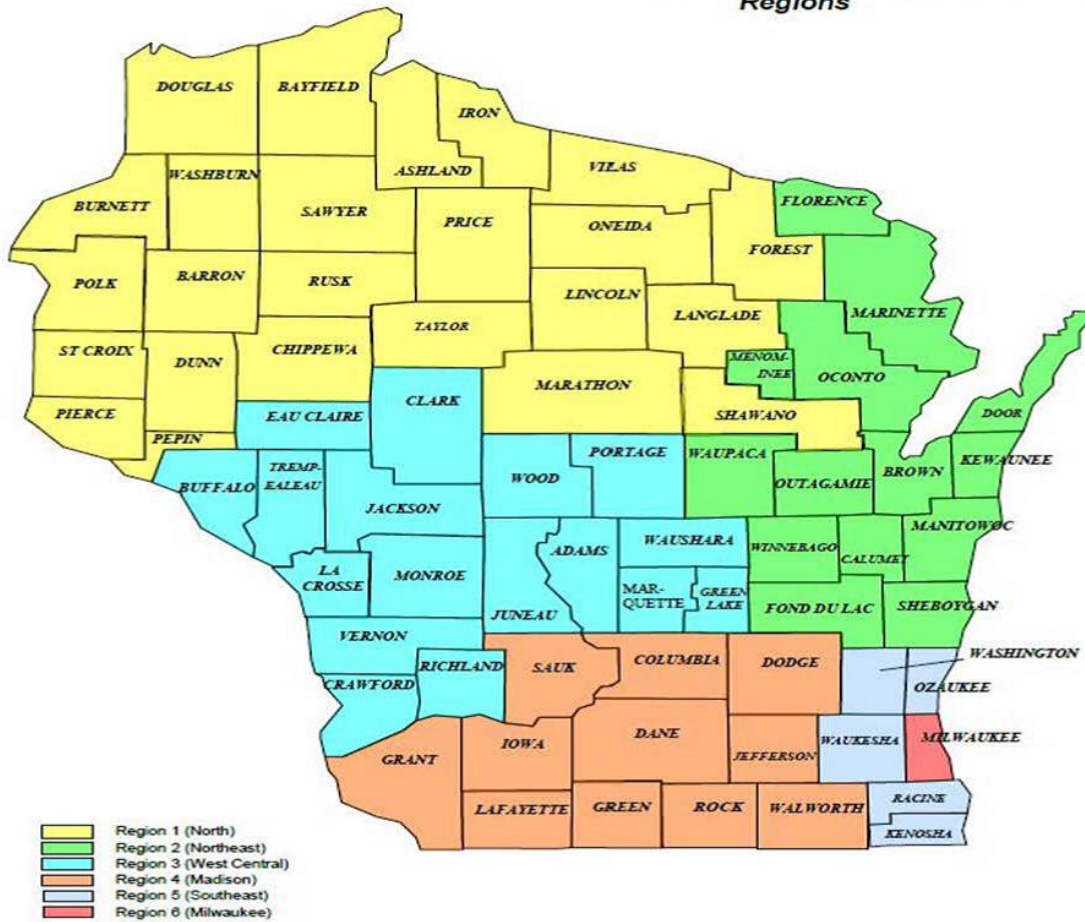 Regions
DOUGLAS
BAYFIELD
IRON
ASHLAND
VILAS
WASHBURN
BURNETT
SAWYER
PRICE
ONEIDA
FLORENCE
FOREST
POLK
BARRON
RUSK
LINCOLN
LANGLADE
MARINETTE
TAYLOR
ST CROIX
DUNN
CHIPPEWA
MENOM-
INEE
OCONTO
MARATHON
CLARK
PIERCE
SHAWANO
DOOR
EAU CLAIRE
PEPIN
PORTAGE
WAUPACA
KEWAUNEE
BROWN
BUFFALO
TREMP-
EALEAU
WOOD
OUTAGAMIE
JACKSON
MANITOWOC
WAUSHARA
WINNEBAGO
CALUMET
ADAMS
LA
CROSSE
MONROE
MAR-
QUETTE
GREEN
LAKE
JUNEAU
FOND DU LAC
SHEBOYGAN
VERNON
RICHLAND
SAUK
COLUMBIA
DODGE
WASHINGTON
CRAWFORD
OZAUKEE
DANE
IOWA
GRANT
JEFFERSON
WAUKESHA
MILWAUKEE
LAFAYETTE
GREEN
ROCK
WALWORTH
RACINE
KENOSHA
Region 1 (North)
Region 2 (Northeast)
Region 3 (West Central)
Region 4 (Madison)
Region 5 (Southeast)
Region 6 (Milwaukee)